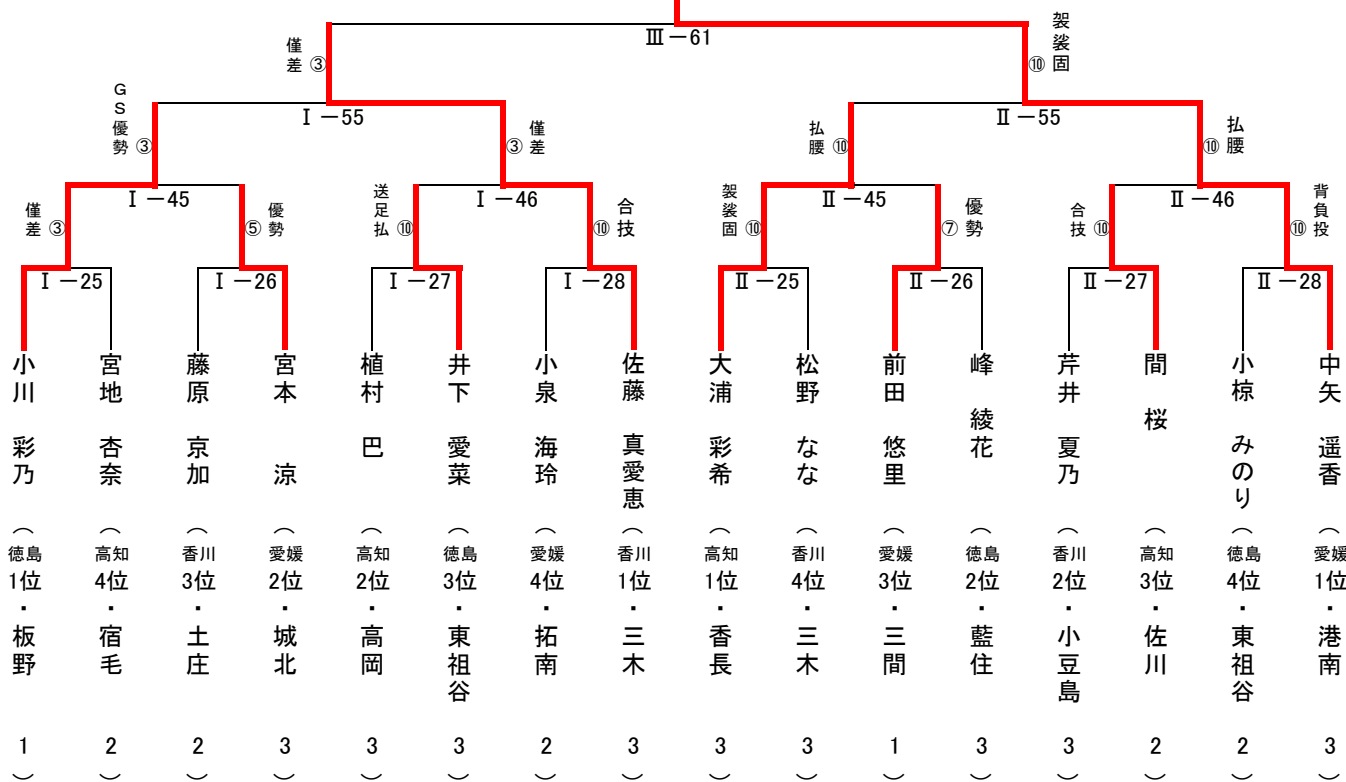 Ⅲ－61
僅差 ③
⑩ 袈裟固
Ⅰ－55
Ⅱ－55
GS優勢 ③
③ 僅差
払腰 ⑩
⑩ 払腰
Ⅰ－45
Ⅰ－46
Ⅱ－45
Ⅱ－46
僅差 ③
⑤ 優勢
送足払 ⑩
⑩ 合技
袈裟固 ⑩
⑦ 優勢
合技 ⑩
⑩ 背負投
Ⅰ－25
Ⅰ－26
Ⅰ－27
Ⅰ－28
Ⅱ－25
Ⅱ－26
Ⅱ－27
Ⅱ－28
小川 彩乃（徳島1位・板野 1）
宮地 杏奈（高知4位・宿毛 2）
藤原 京加（香川3位・土庄 2）
宮本 涼（愛媛2位・城北 3）
植村 巴（高知2位・高岡 3）
井下 愛菜（徳島3位・東祖谷 3）
小泉 海玲（愛媛4位・拓南 2）
佐藤 真愛恵（香川1位・三木 3）
大浦 彩希（高知1位・香長 3）
松野 なな（香川4位・三木 3）
前田 悠里（愛媛3位・三間 1）
峰 綾花（徳島2位・藍住 3）
芹井 夏乃（香川2位・小豆島 3）
間 桜（高知3位・佐川 2）
小椋 みのり（徳島4位・東祖谷 2）
中矢 遥香（愛媛1位・港南 3）